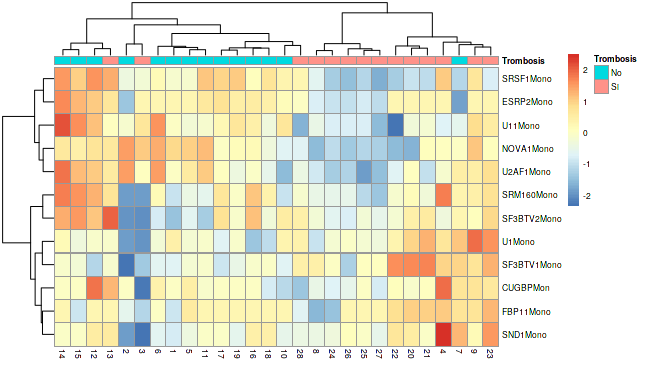 Trombosis
SRSF1Mono
ESRP2Mono
U11Mono
NOVA1Mono
U2AF1Mono
SRM160Mono
SF3BTV2Mono
U1Mono
SF3BTV1Mono
CUGBPMon
FBP11Mono
SND1Mono
14 15 12 13 2 3 6 1 5 11 17 19 16 18 10 28 8 24 26 25 27 22 20 21 4 7 9 23
2
1
0
-1
-2
Trombosis
No
SI